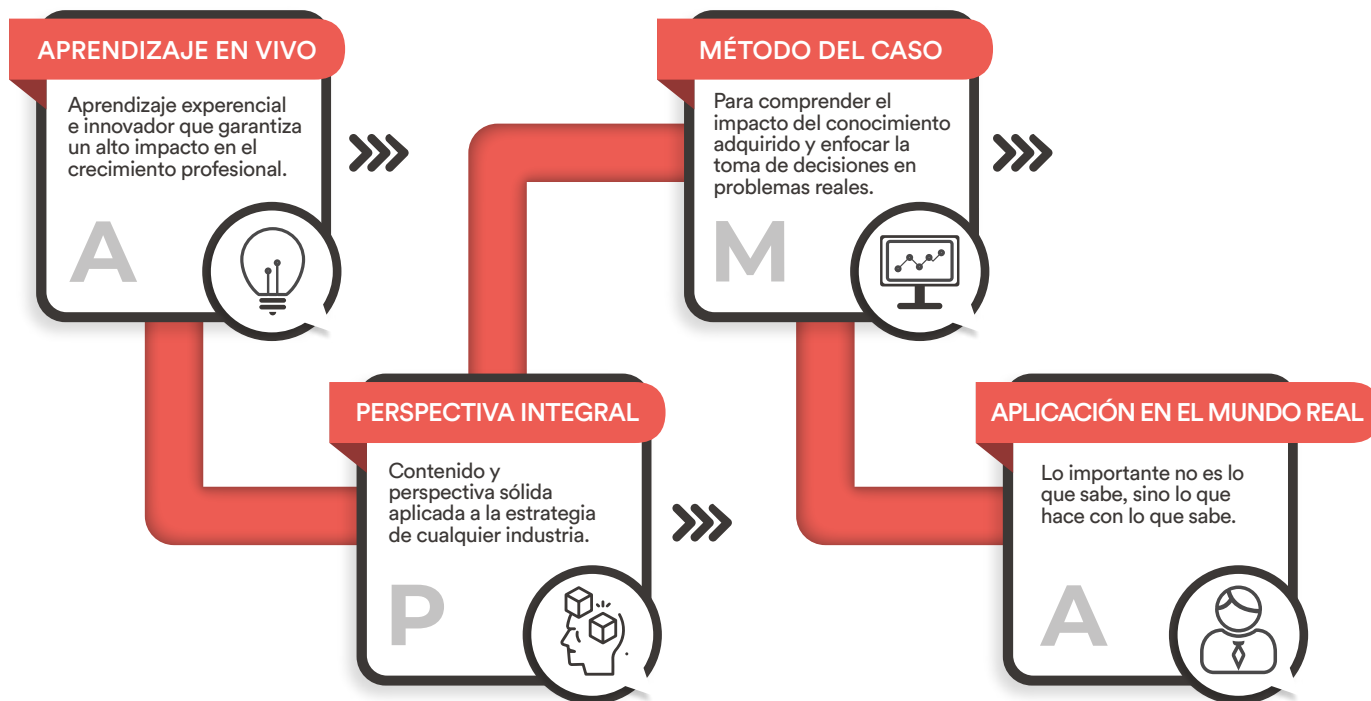 APRENDIZAJE EN VIVO
Aprendizaje experencial
e innovador que garantiza
un alto impacto en el
crecimiento profesional.
A
PERSPECTIVA INTEGRAL
Contenido y
perspectiva sólida
aplicada a la estrategia
de cualquier industria.
P
MÉTODO DEL CASO
Para comprender el
impacto del conocimiento
adquirido y enfocar la
toma de decisiones en
problemas reales.
M
APLICACIÓN EN EL MUNDO REAL
Lo importante no es lo
que sabe, sino lo que
hace con lo que sabe.
A